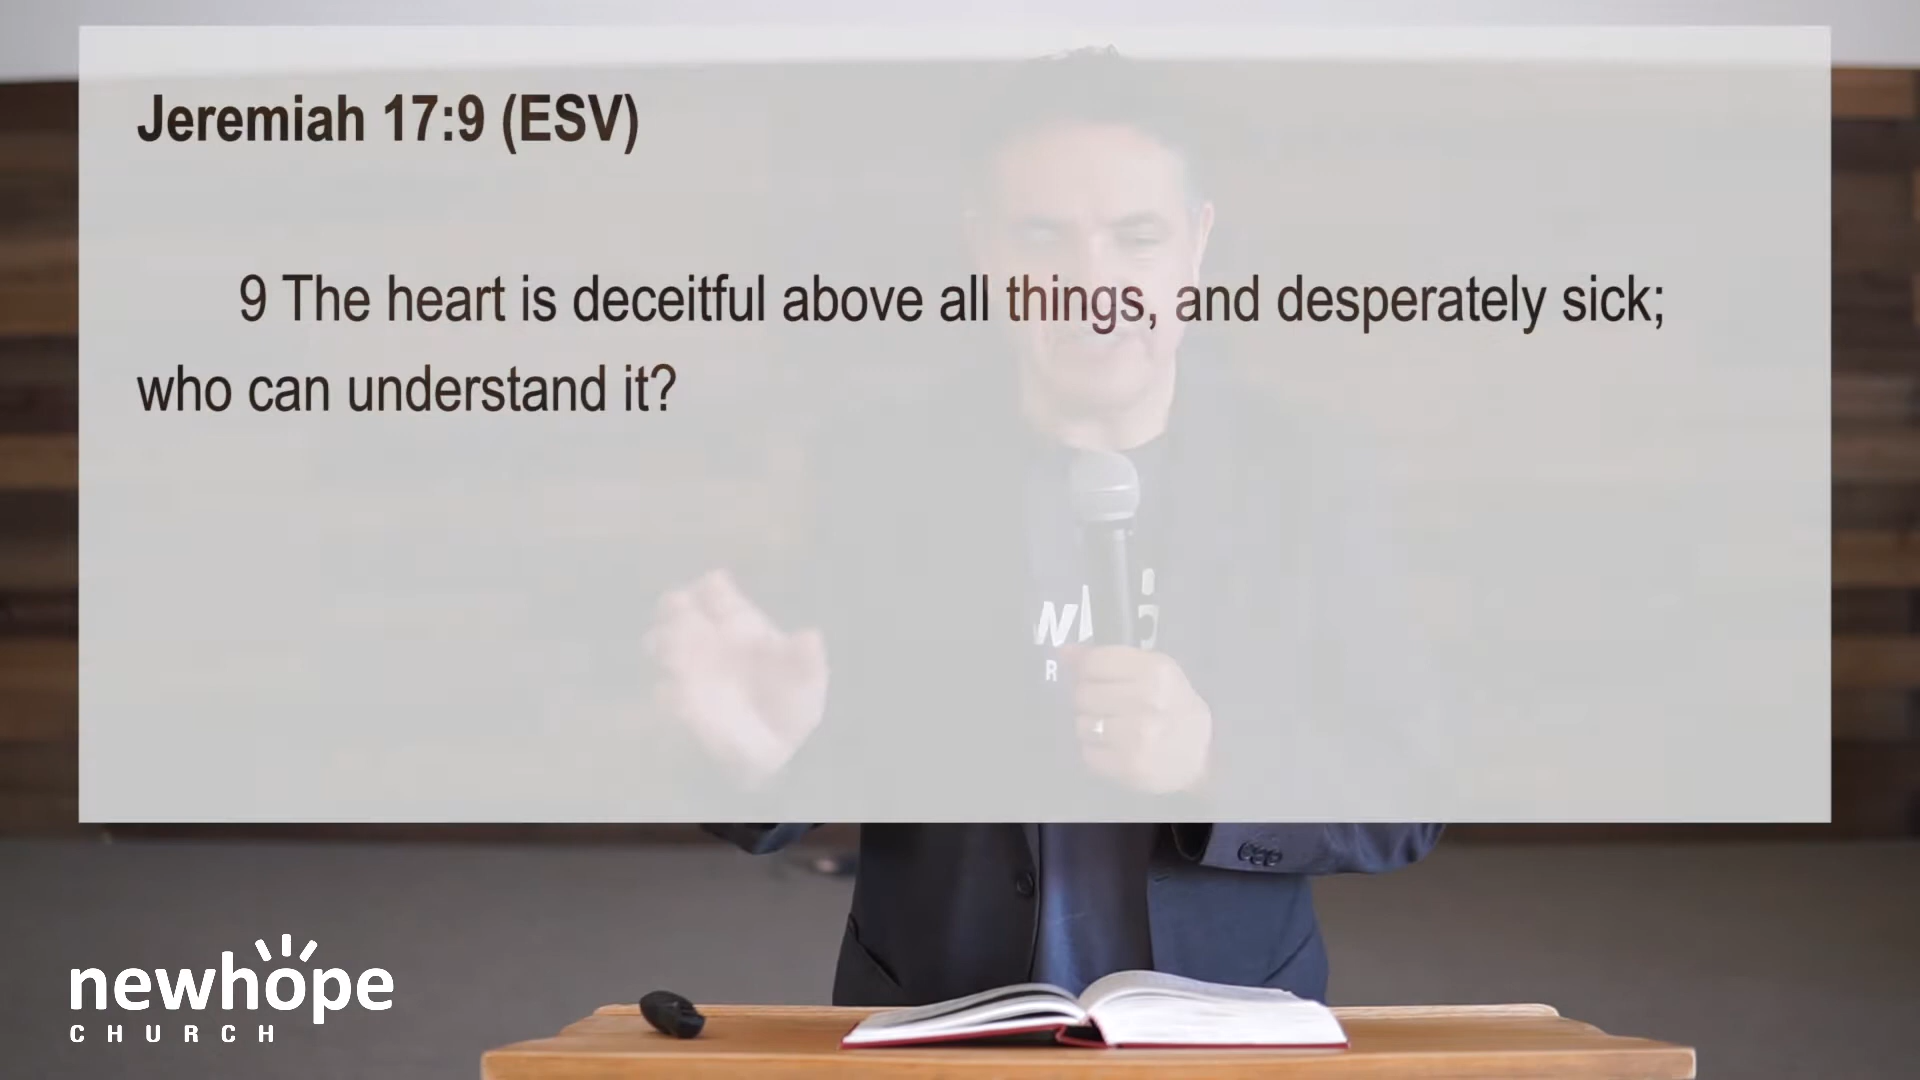 Jeremiah 17:9 (ESV)
9 The heart is deceitful above all things, and desperately sick;
who can understand it?
newhope
CHURCH